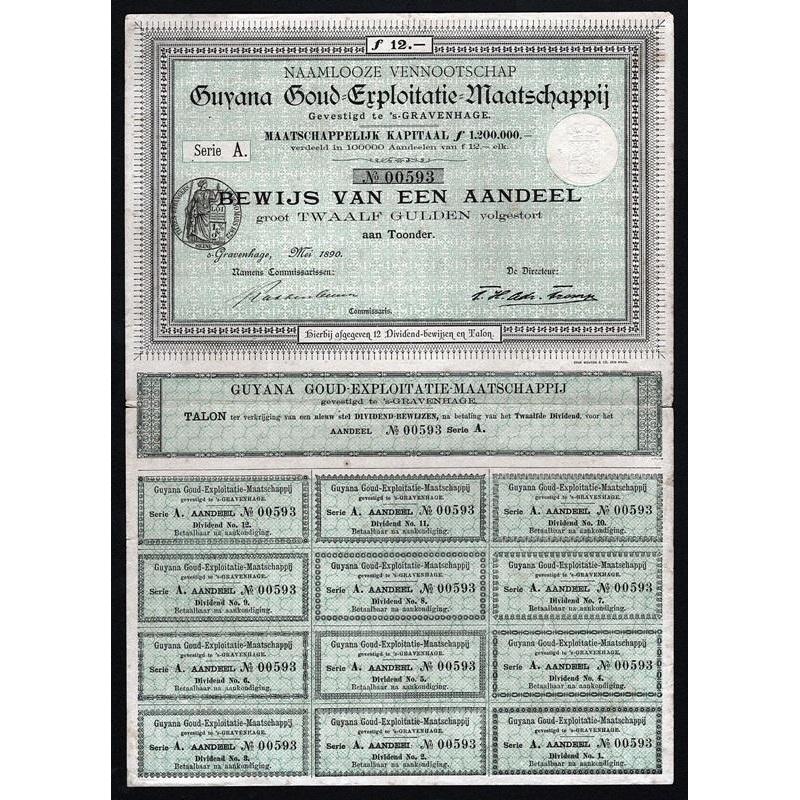 f 12.—
NAAMLOOZE VENNOOTSCHAP
Guyana Goud-Exploitatie-Maatschappij
Gevestigd te 's-GRAVENHAGE.
MAATSCHAPPELIJK KAPITAAL f 1.200.000.—
verdeeld in 100000 Aandeelen van f 12.— elk.
Serie A.
No 00593
BEWIJS VAN EEN AANDEEL
groot TWAALF GULDEN volgestort
aan Toonder.
LOI
s-Gravenhage, Mei 1890.
Namens Commissarissen: De Directeur:
Commissaris.
Hierbij afgegeven 12 Dividend-bewijzen en Talon.
GUYANA GOUD-EXPLOITATIE-MAATSCHAPPIJ
gevestigd te 's-GRAVENHAGE.
TALON ter verkrijging van een nieuw stel DIVIDEND-BEWIJZEN, na betaling van het Twaalfde Dividend, voor het
AANDEEL No 00593 Serie A.
Guyana Goud-Exploitatie-Maatschappij
gevestigd te 's-GRAVENHAGE.
Serie A. AANDEEL No 00593
Dividend No. 12.
Betaalbaar na aankondiging.
Guyana Goud-Exploitatie-Maatschappij
gevestigd te 's-GRAVENHAGE.
Serie A. AANDEEL No 00593
Dividend No. 11.
Betaalbaar na aankondiging.
Guyana Goud-Exploitatie-Maatschappij
gevestigd te 's-GRAVENHAGE.
Serie A. AANDEEL No 00593
Dividend No. 10.
Betaalbaar na aankondiging.
Guyana Goud-Exploitatie-Maatschappij
gevestigd te 's-GRAVENHAGE.
Serie A. AANDEEL No 00593
Dividend No. 9.
Betaalbaar na aankondiging.
Guyana Goud-Exploitatie-Maatschappij
gevestigd te 's-GRAVENHAGE.
Serie A. AANDEEL No 00593
Dividend No. 8.
Betaalbaar na aankondiging.
Guyana Goud-Exploitatie-Maatschappij
gevestigd te 's-GRAVENHAGE.
Serie A. AANDEEL No 00593
Dividend No. 7.
Betaalbaar na aankondiging.
Guyana Goud-Exploitatie-Maatschappij
gevestigd te 's-GRAVENHAGE.
Serie A. AANDEEL No 00593
Dividend No. 6.
Betaalbaar na aankondiging.
Guyana Goud-Exploitatie-Maatschappij
gevestigd te 's-GRAVENHAGE.
Serie A. AANDEEL No 00593
Dividend No. 5.
Betaalbaar na aankondiging.
Guyana Goud-Exploitatie-Maatschappij
gevestigd te 's-GRAVENHAGE.
Serie A. AANDEEL No 00593
Dividend No. 4.
Betaalbaar na aankondiging.
Guyana Goud-Exploitatie-Maatschappij
gevestigd te 's-GRAVENHAGE.
Serie A. AANDEEL No 00593
Dividend No. 3.
Betaalbaar na aankondiging.
Guyana Goud-Exploitatie-Maatschappij
gevestigd te 's-GRAVENHAGE.
Serie A. AANDEEL No 00593
Dividend No. 2.
Betaalbaar na aankondiging.
Guyana Goud-Exploitatie-Maatschappij
gevestigd te 's-GRAVENHAGE.
Serie A. AANDEEL No 00593
Dividend No. 1.
Betaalbaar na aankondiging.